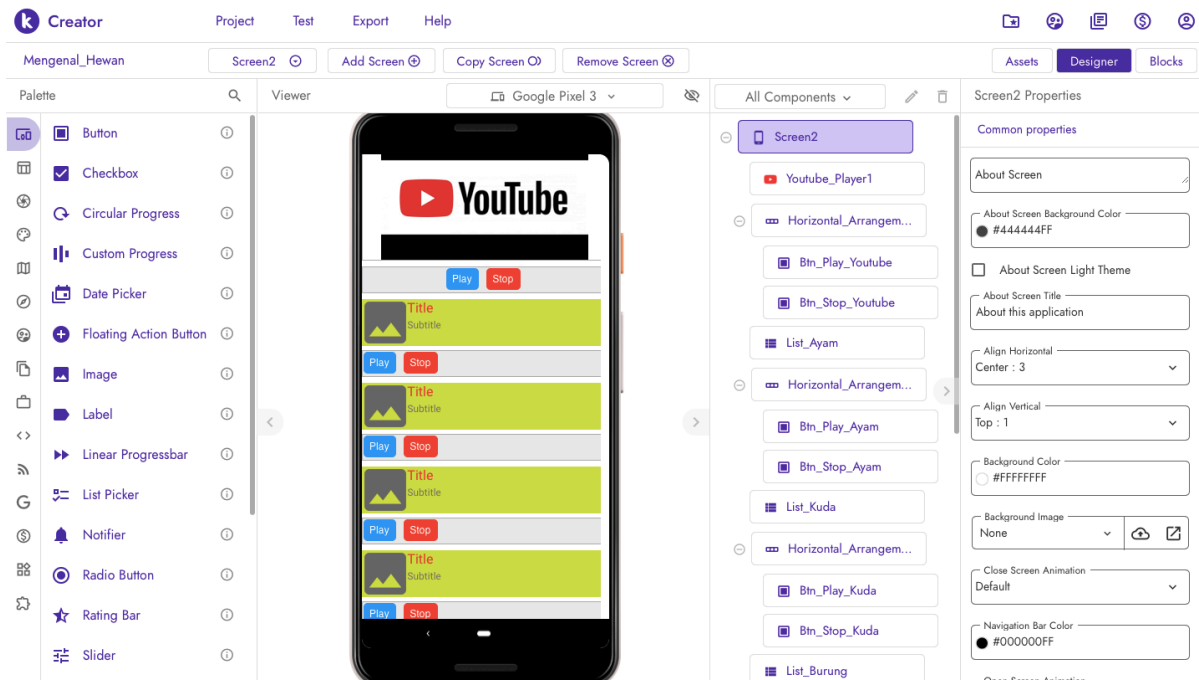 Creator
Project
Test
Export
Help
Mengenal_Hewan
Screen2
Add Screen
Copy Screen
Remove Screen
Assets
Designer
Blocks
Palette
Viewer
Google Pixel 3
All Components
Screen2 Properties
Button
Checkbox
Circular Progress
Custom Progress
Date Picker
Floating Action Button
Image
Label
Linear Progressbar
List Picker
Notifier
Radio Button
Rating Bar
Slider
YouTube
Play
Stop
Title
Subtitle
Play
Stop
Title
Subtitle
Play
Stop
Title
Subtitle
Play
Stop
Title
Subtitle
Play
Stop
Screen2
Youtube_Player1
Horizontal_Arrangem...
Btn_Play_Youtube
Btn_Stop_Youtube
List_Ayam
Horizontal_Arrangem...
Btn_Play_Ayam
Btn_Stop_Ayam
List_Kuda
Horizontal_Arrangem...
Btn_Play_Kuda
Btn_Stop_Kuda
List_Burung
Common properties
About Screen
About Screen Background Color
#444444FF
About Screen Light Theme
About Screen Title
About this application
Align Horizontal
Center : 3
Align Vertical
Top : 1
Background Color
#FFFFFFFF
Background Image
None
Close Screen Animation
Default
Navigation Bar Color
#000000FF